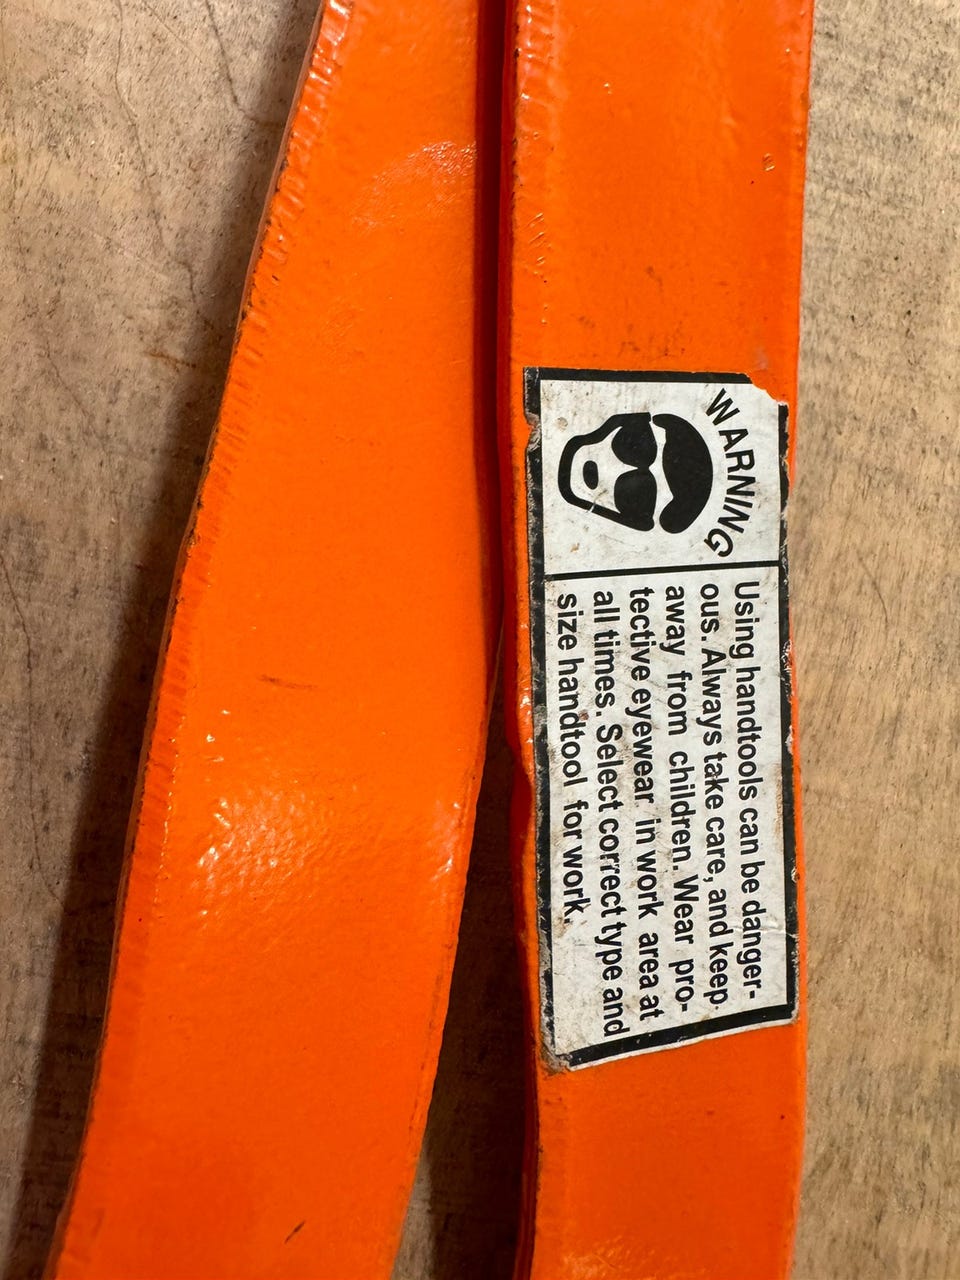 WARNING
Using handtools can be danger-
ous. Always take care, and keep
away from children. Wear pro-
tective eyewear in work area at
all times. Select correct type and
size handtool for work.